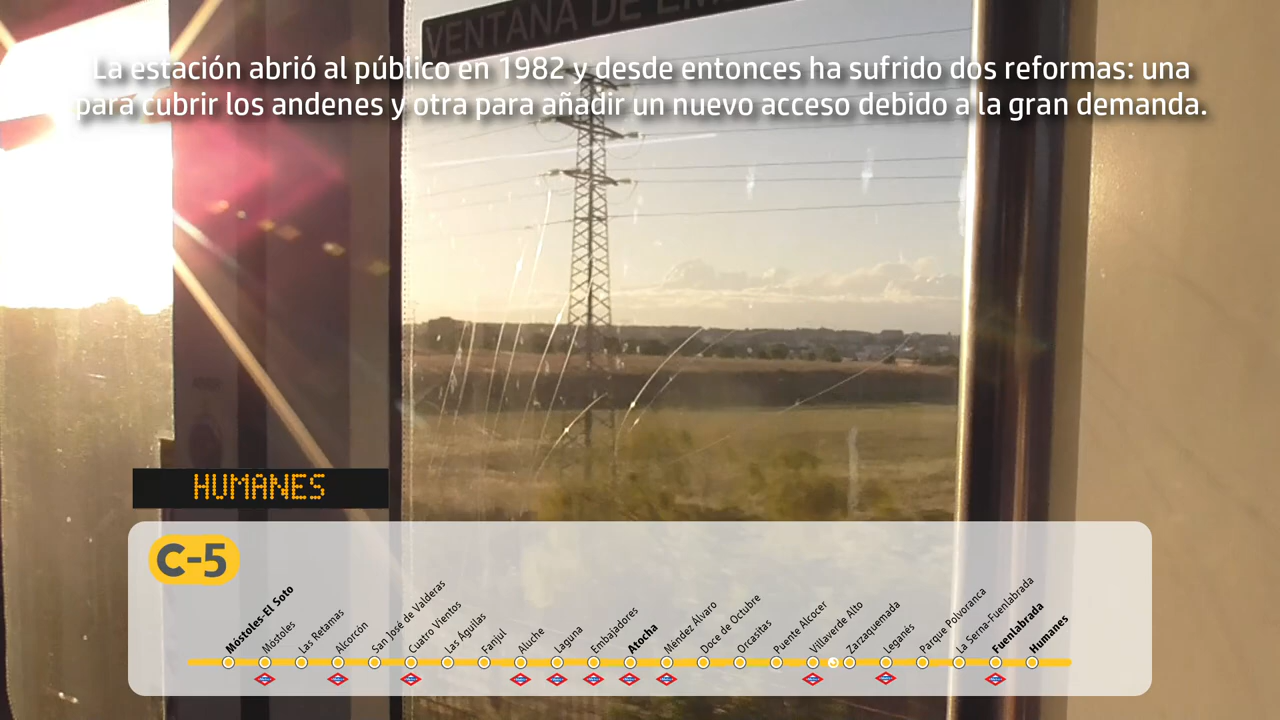 VENTANA DE
La estación abrió al público en 1982 y desde entonces ha sufrido dos reformas: una
para cubrir los andenes y otra para añadir un nuevo acceso debido a la gran demanda.
HUMANES
C-5
Móstoles-El Soto
Móstoles
Las Retamas
Alcorcón
San José de Valderas
Cuatro Vientos
Las Águilas
Fanjul
Aluche
Laguna
Embajadores
Atocha
Méndez Álvaro
Doce de Octubre
Orcasitas
Puente Alcocer
Villaverde Alto
Zarzaquemada
Leganés
Parque Polvoranca
La Serna-Fuenlabrada
Fuenlabrada
Humanes